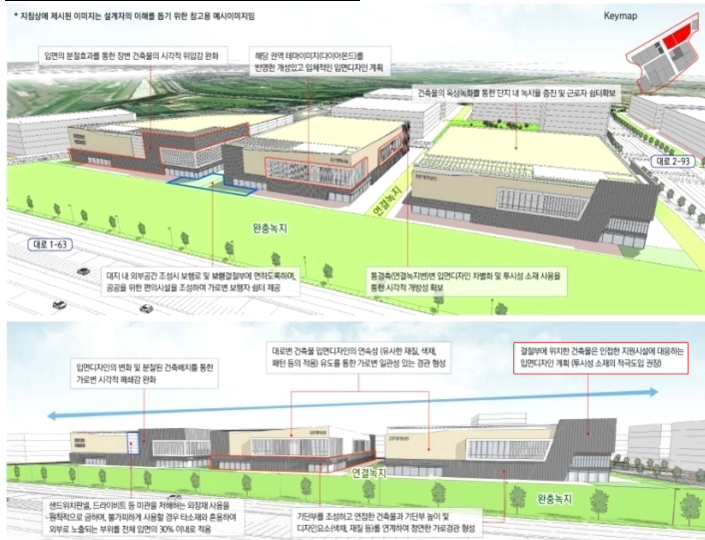 * 지침상에 제시된 이미지는 설계자의 이해를 돕기 위한 참고용 예시이미지임
Keymap
입면의 분절효과를 통한 장변 건축물의 시각적 위압감 완화
해당 권역 테마이미지(다이아몬드)를
반영한 개성있고 입체적인 입면디자인 계획
건축물의 옥상녹화를 통한 단지 내 녹시율 증진 및 근로자 쉼터확보
대로 2-93
연결녹지
완충녹지
대로 1-63
대지 내 외부공간 조성시 보행로 및 보행결절부에 면하도록하며,
공공을 위한 편의시설을 조성하여 가로변 보행자 쉼터 제공
통경축(연결녹지변)변 입면디자인 차별화 및 투시성 소재 사용을
통한 시각적 개방성 확보
입면디자인의 변화 및 분절된 건축배치를 통한
가로변 시각적 폐쇄감 완화
대로변 건축물 입면디자인의 연속성 (유사한 재질, 색채,
패턴 등의 적용) 유도를 통한 가로변 일관성 있는 경관 형성
결절부에 위치한 건축물은 인접한 지원시설에 대응하는
입면디자인 계획 (투시성 소재의 적극도입 권장)
연결녹지
완충녹지
샌드위치판넬, 드라이비트 등 미관을 저해하는 외장재 사용을
원칙적으로 금하며, 불가피하게 사용할 경우 타소재와 혼용하여
외부로 노출되는 부위를 전체 입면의 30% 이내로 적용
기단부를 조성하고 연접한 건축물과 기단부 높이 및
디자인요소(색채, 재질 등)를 연계하여 정연한 가로경관 형성